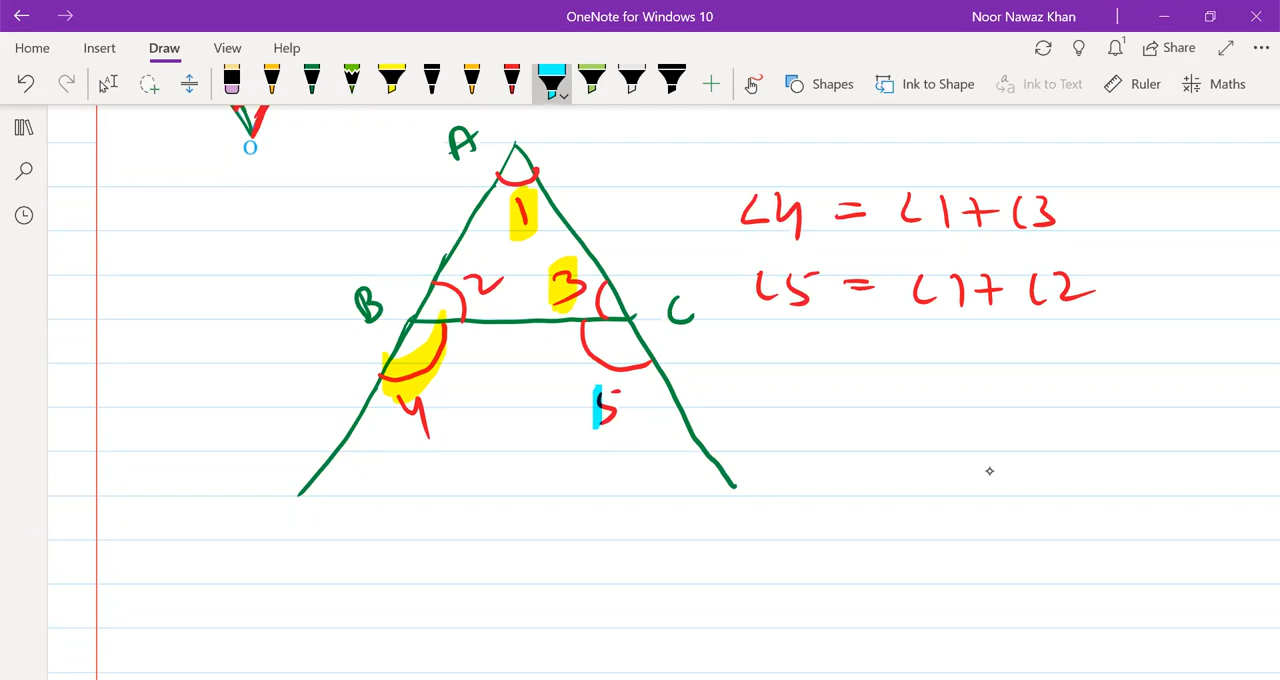 OneNote for Windows 10
Noor Nawaz Khan
Home Insert Draw View Help
1
Share
Shapes Ink to Shape Ink to Text Ruler Maths
O
A
1
∠4 = ∠1+∠3
2 3
∠5 = ∠1+∠2
B C
4 5